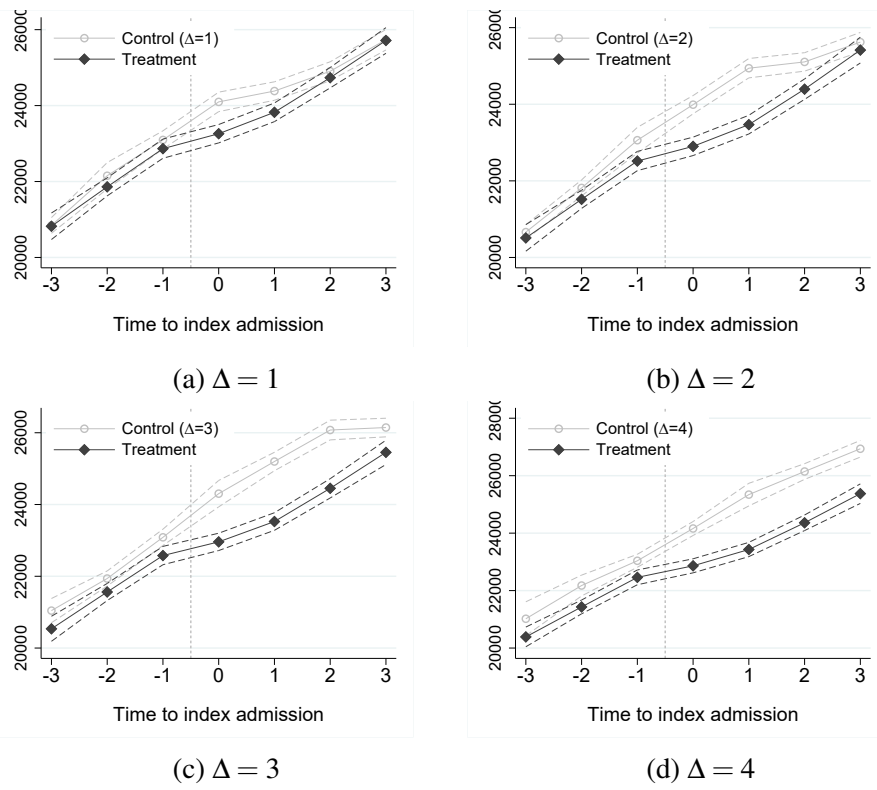 26000
24000
22000
20000
Control (Δ=1)
Treatment
-3 -2 -1 0 1 2 3
Time to index admission
(a) Δ = 1
26000
24000
22000
20000
Control (Δ=2)
Treatment
-3 -2 -1 0 1 2 3
Time to index admission
(b) Δ = 2
26000
24000
22000
20000
Control (Δ=3)
Treatment
-3 -2 -1 0 1 2 3
Time to index admission
(c) Δ = 3
28000
26000
24000
22000
20000
Control (Δ=4)
Treatment
-3 -2 -1 0 1 2 3
Time to index admission
(d) Δ = 4